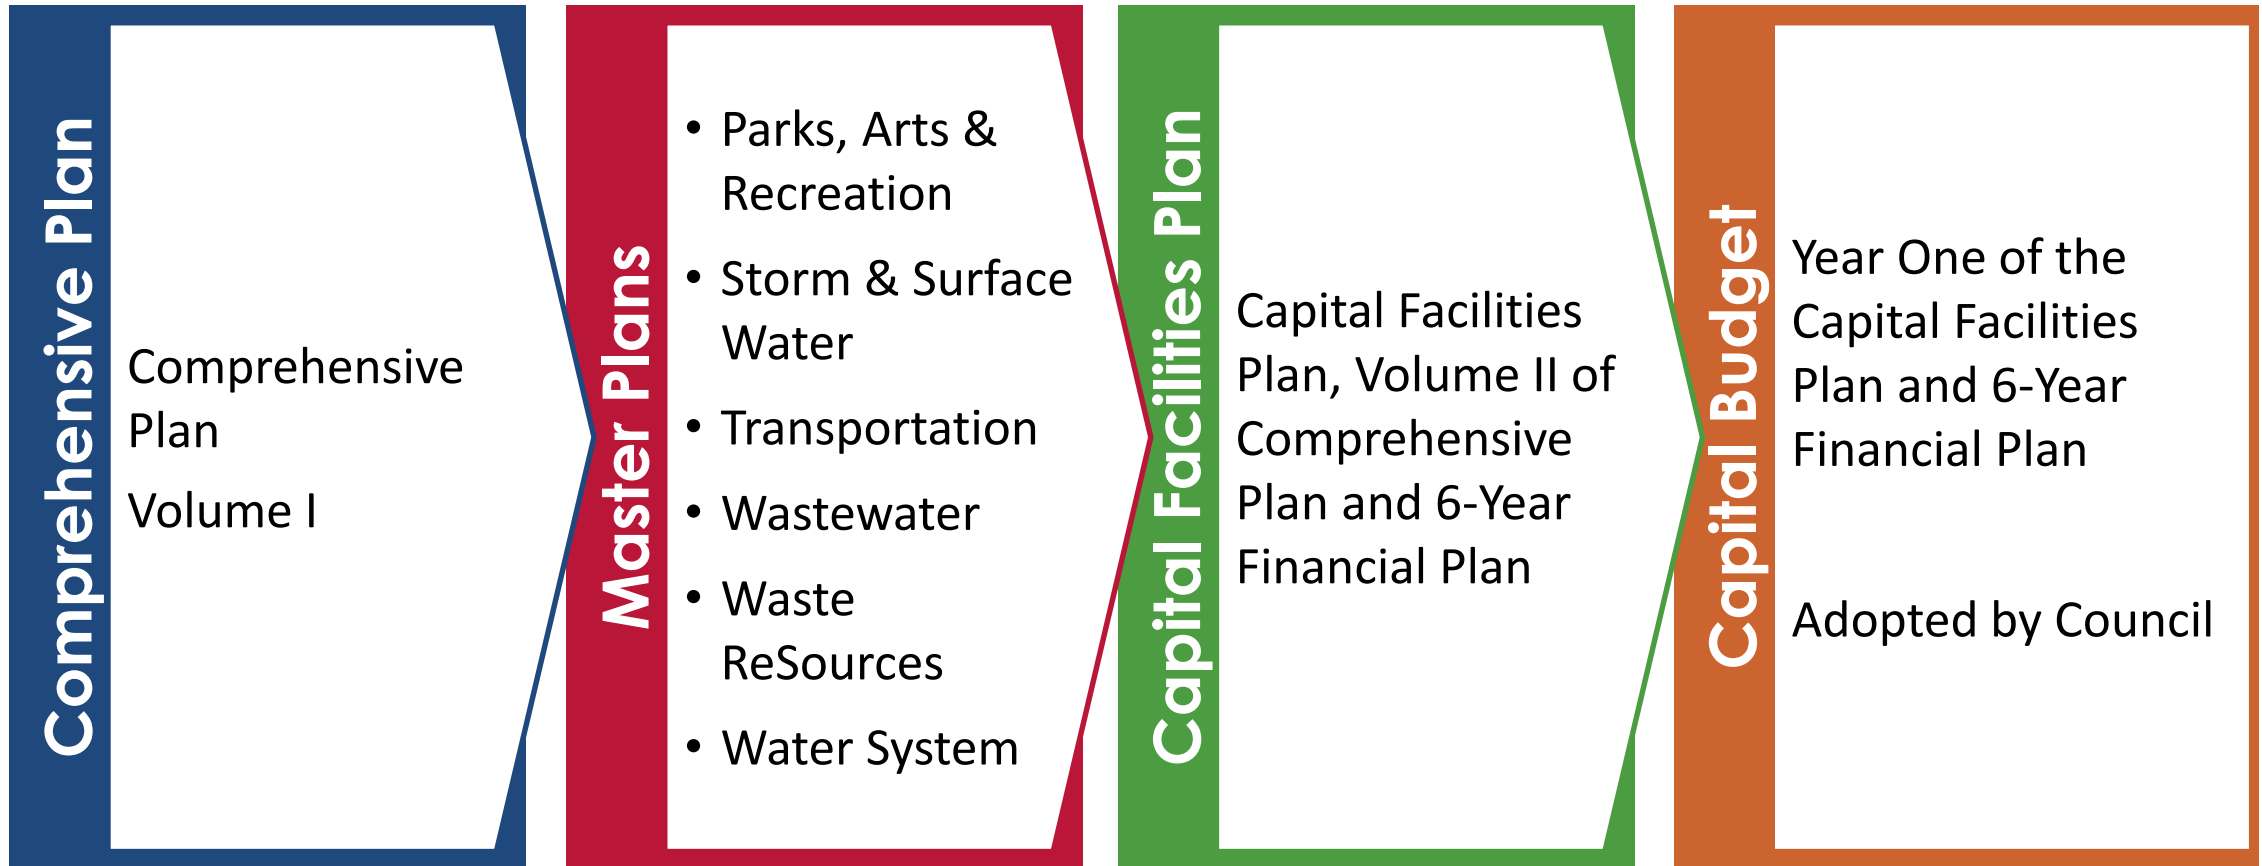 Comprehensive Plan
Comprehensive
Plan
Volume I
Master Plans
• Parks, Arts &
Recreation
• Storm & Surface
Water
• Transportation
• Wastewater
• Waste
ReSources
• Water System
Capital Facilities Plan
Capital Facilities
Plan, Volume II of
Comprehensive
Plan and 6-Year
Financial Plan
Capital Budget
Year One of the
Capital Facilities
Plan and 6-Year
Financial Plan
Adopted by Council